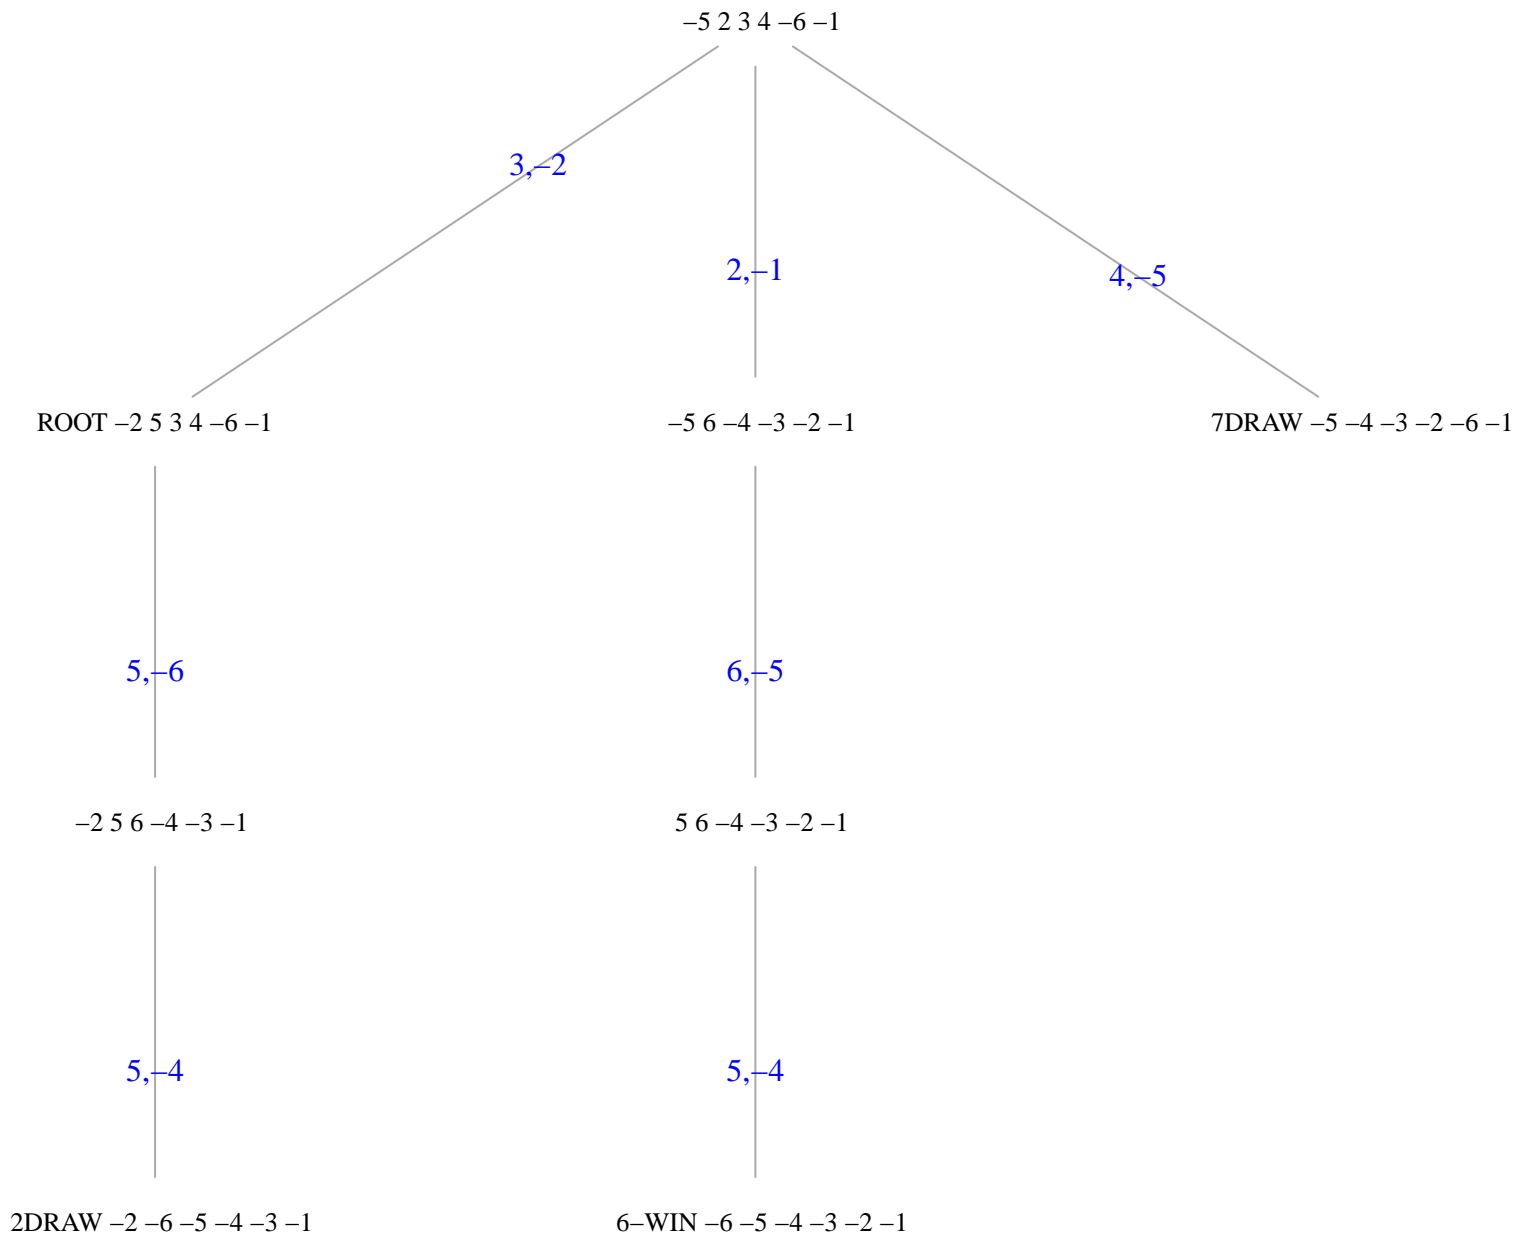 –5 2 3 4 –6 –1
3,–2
2,–1
4,–5
ROOT –2 5 3 4 –6 –1
–5 6 –4 –3 –2 –1
7DRAW –5 –4 –3 –2 –6 –1
5,–6
6,–5
–2 5 6 –4 –3 –1
5 6 –4 –3 –2 –1
5,–4
5,–4
2DRAW –2 –6 –5 –4 –3 –1
6–WIN –6 –5 –4 –3 –2 –1